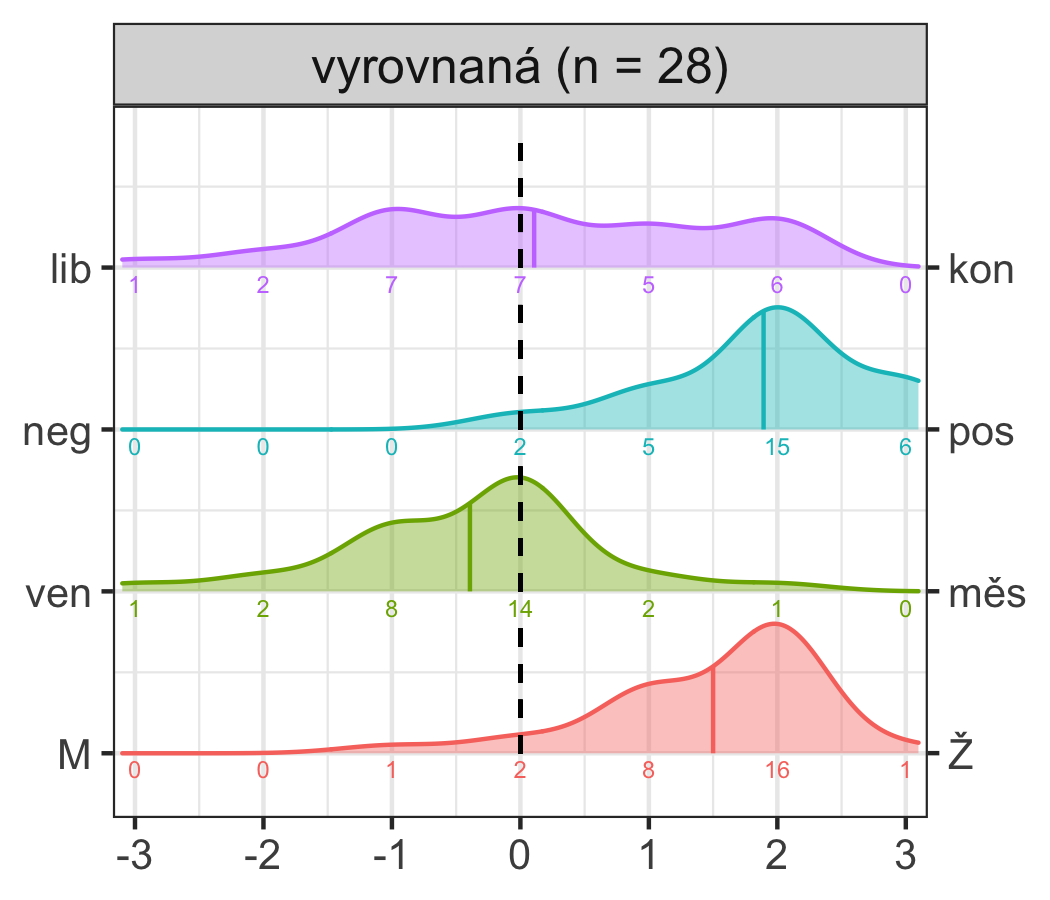 vyrovnaná (n = 28)
lib kon
1 2 7 7 5 6 0
neg pos
0 0 0 2 5 15 6
ven měs
1 2 8 14 2 1 0
M Ž
0 0 1 2 8 16 1
-3 -2 -1 0 1 2 3